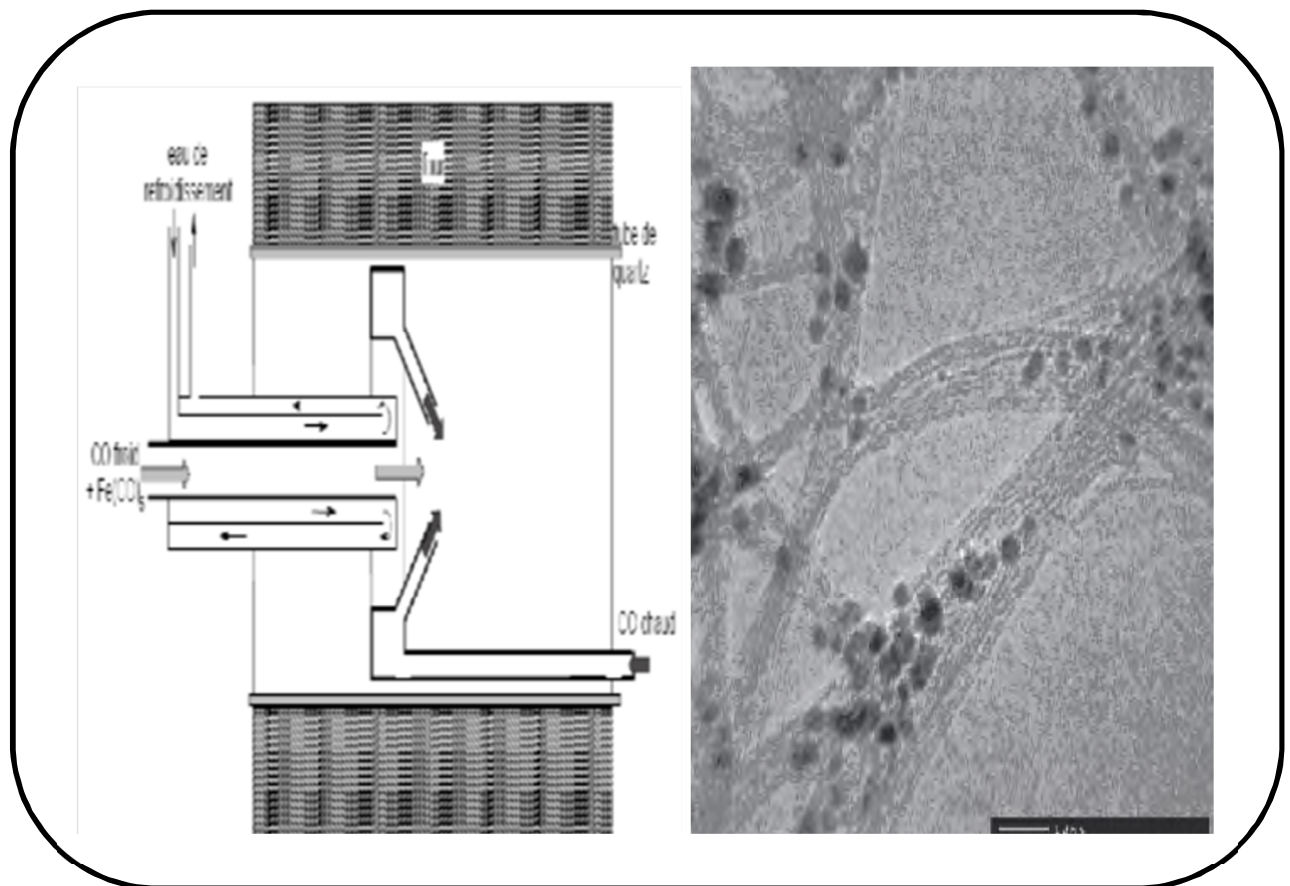 eau de
refroidissement
Four
tube de
quartz
CO froid
+ Fe(CO)5
CO chaud